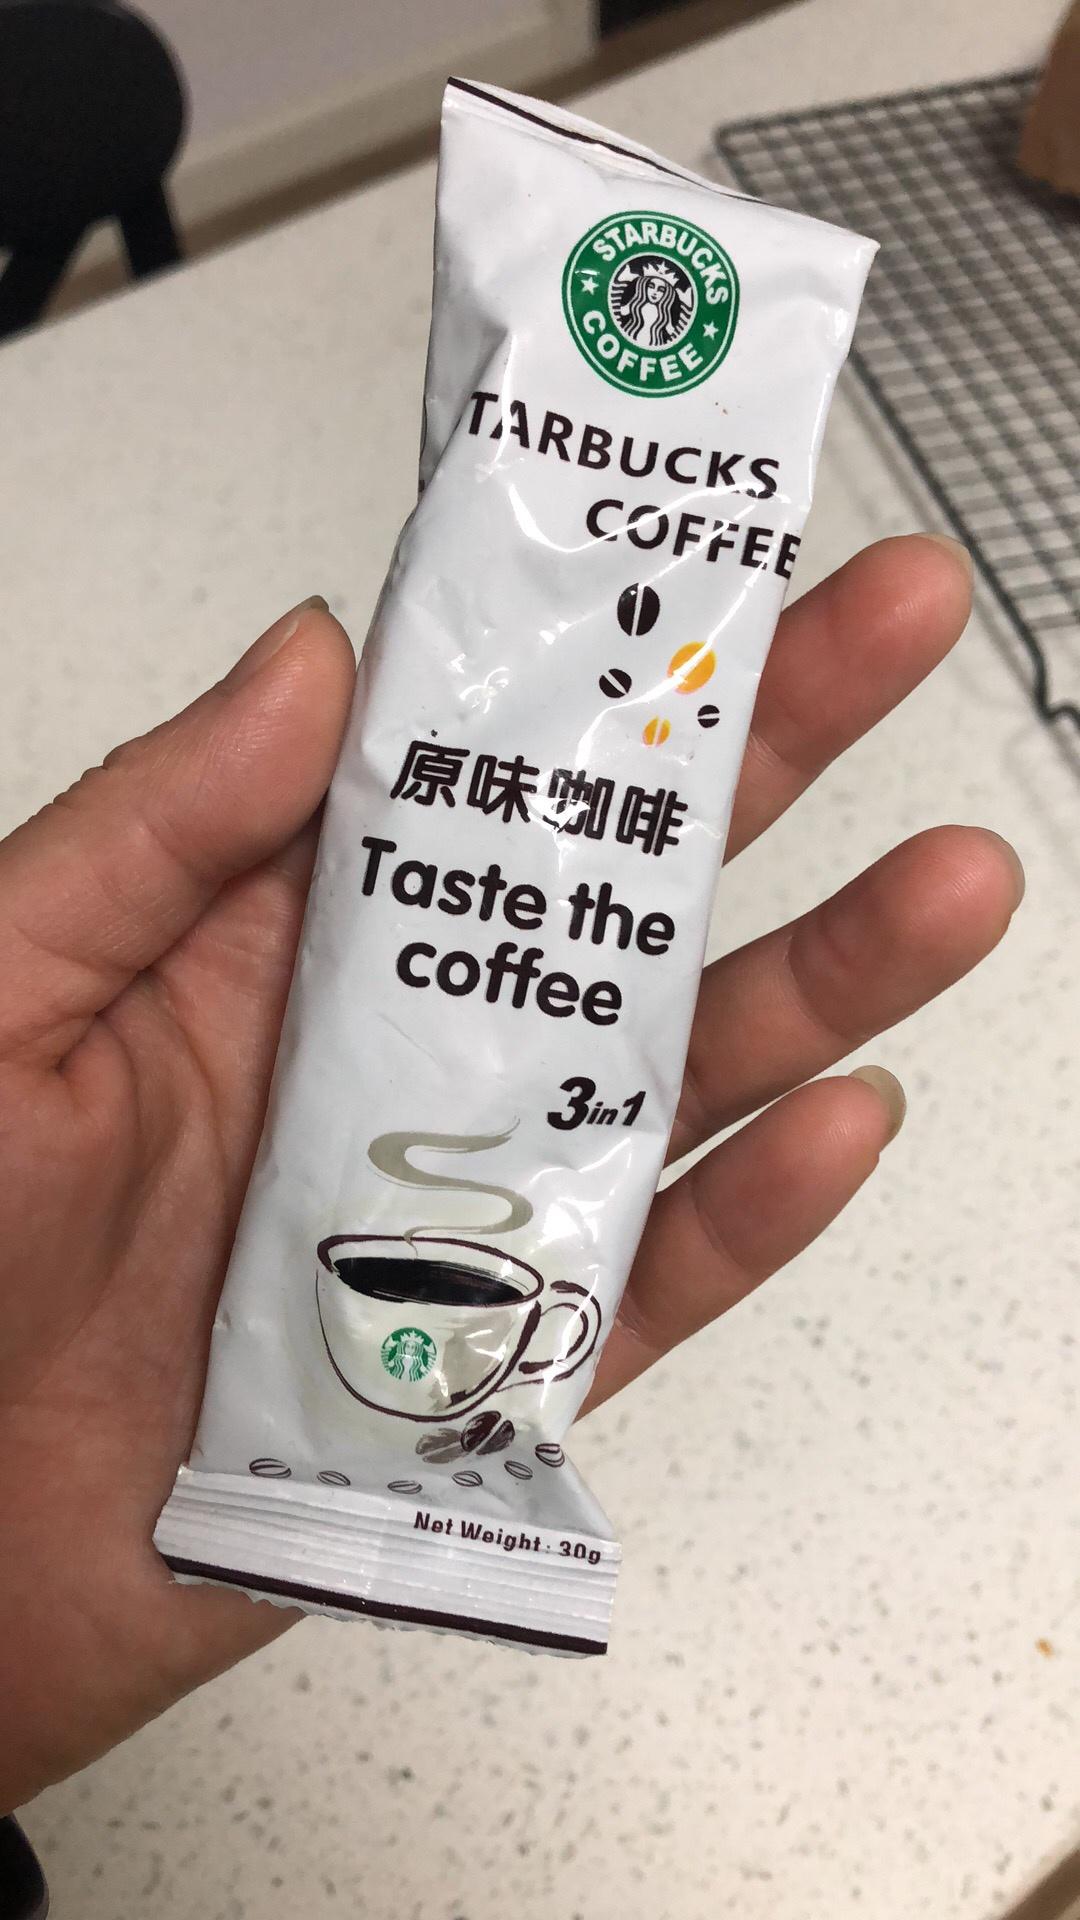 STARBUCKS
COFFEE
TARBUCKS
COFFEE
原味咖啡
Taste the
coffee
3in1
Net Weight: 30g